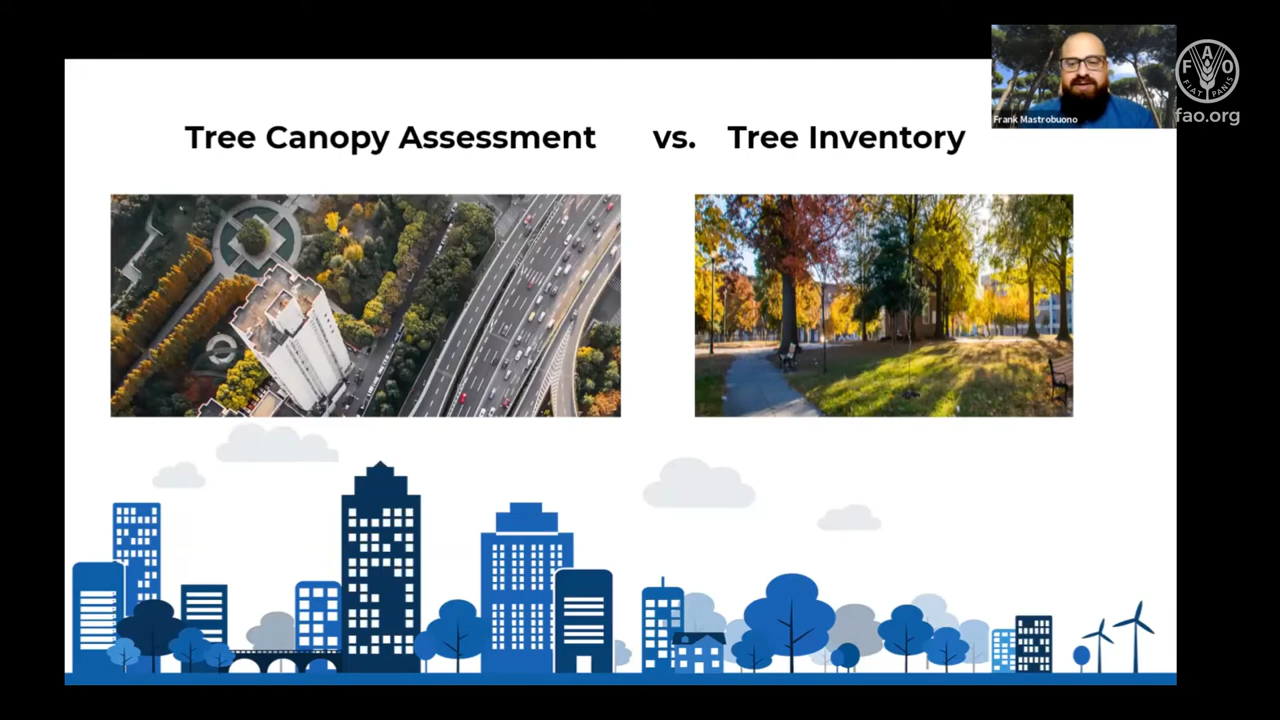 Tree Canopy Assessment vs. Tree Inventory
Frank Mastrobuono
F A O
FIAT PANIS
fao.org